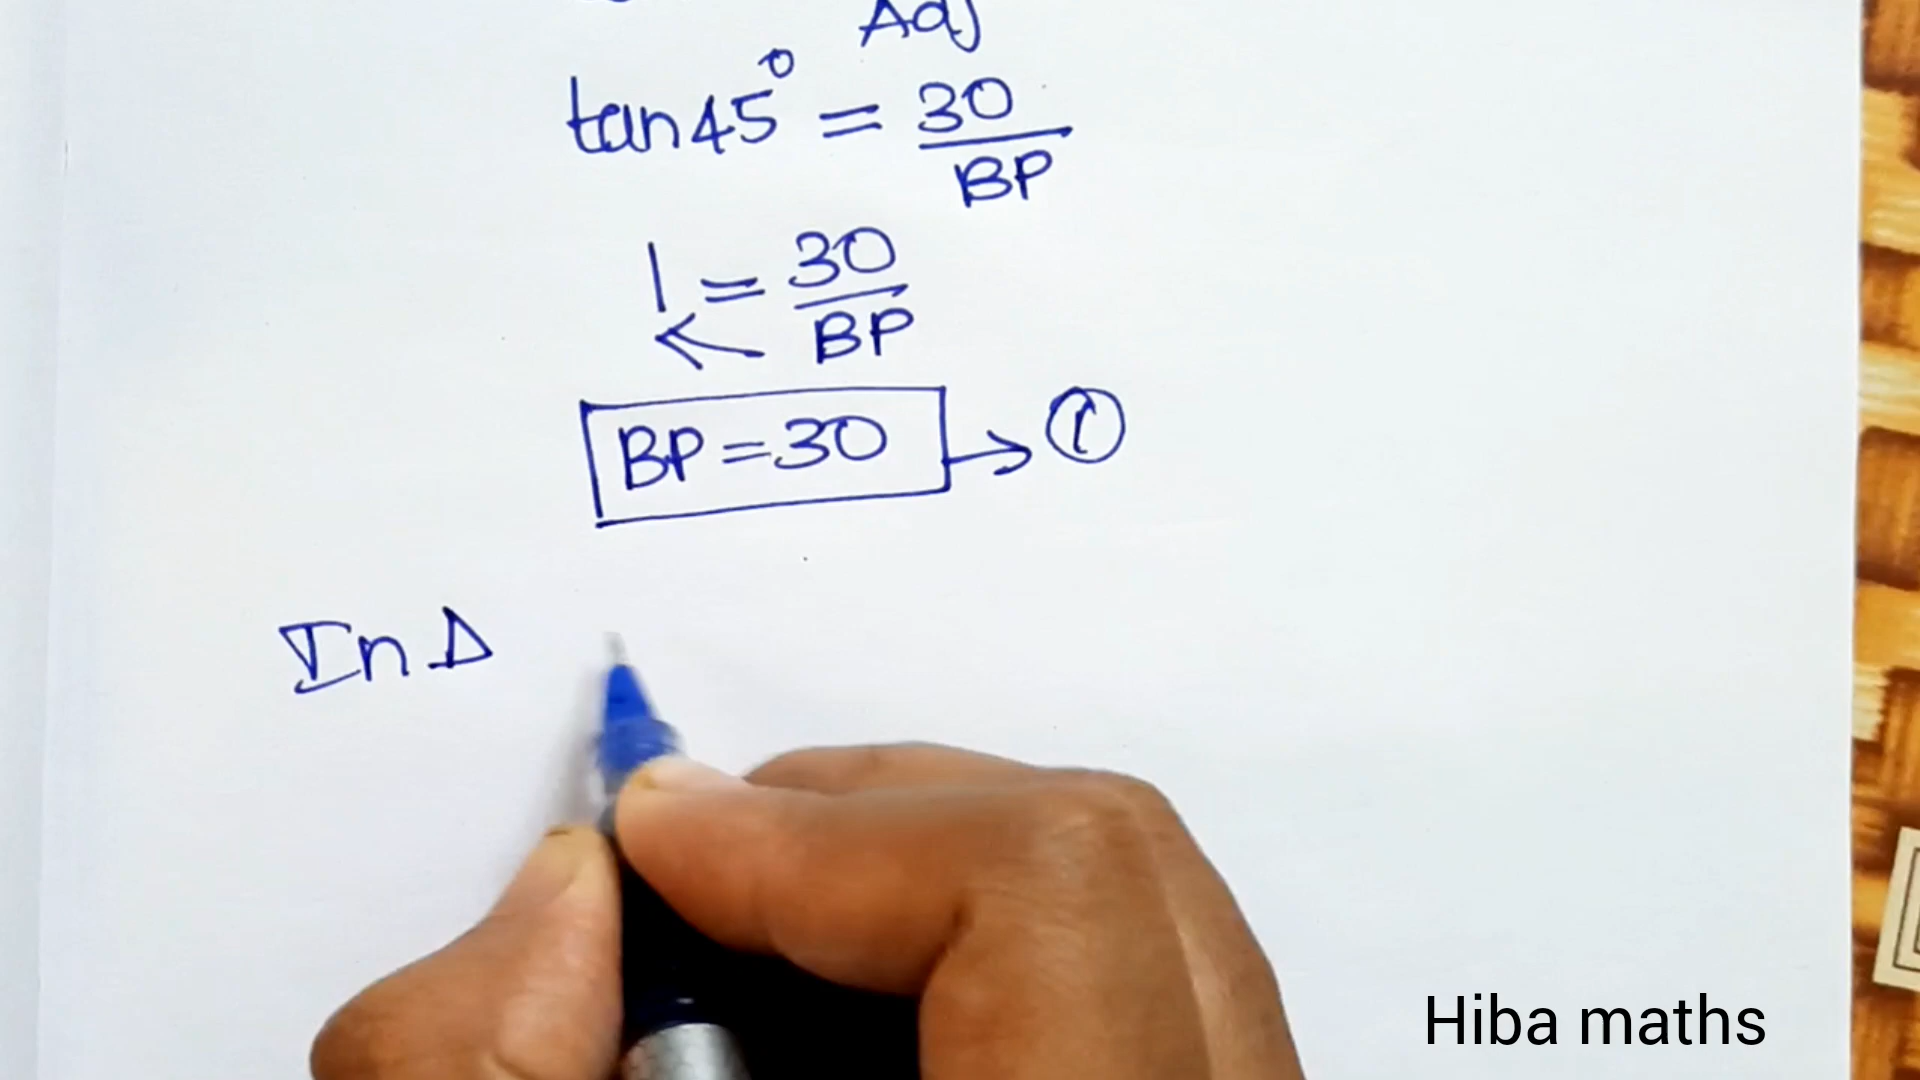 Adj
tan45° = 30/BP
1 = 30/BP
←
BP = 30 → ①
In Δ
Hiba maths